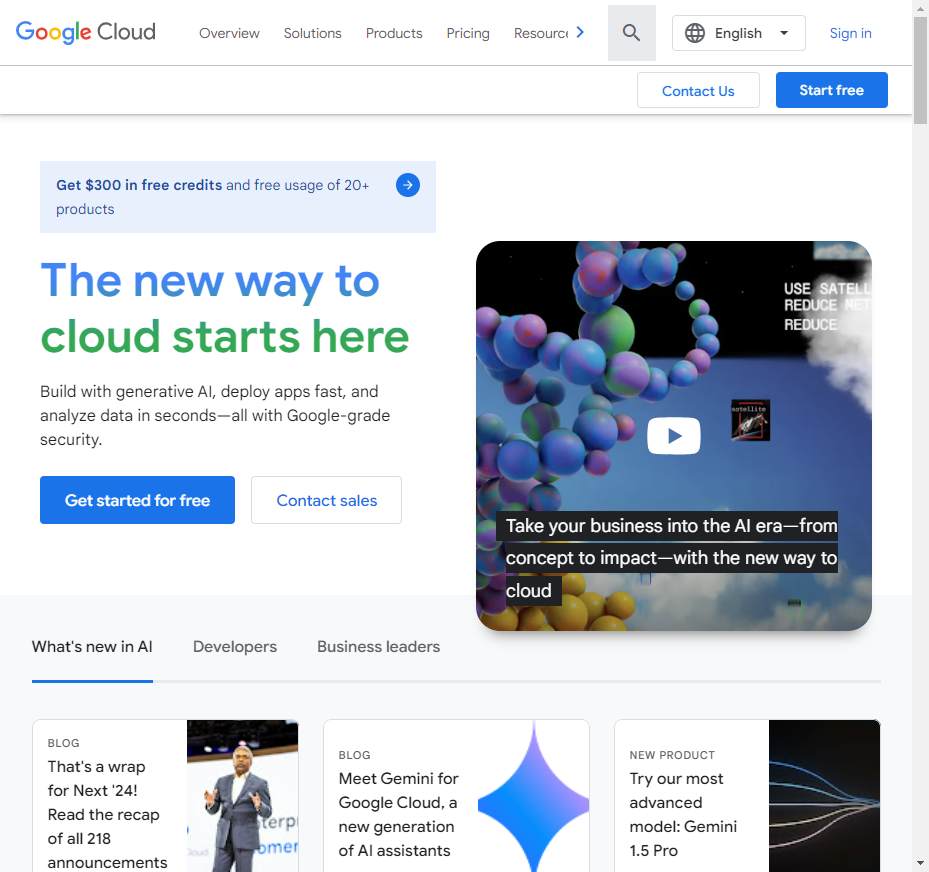 Google Cloud
Overview Solutions Products Pricing Resourc
English
Sign in
Contact Us
Start free
Get $300 in free credits and free usage of 20+
products
The new way to
cloud starts here
Build with generative AI, deploy apps fast, and
analyze data in seconds—all with Google-grade
security.
Get started for free
Contact sales
USE SATELL
REDUCE MET
REDUCE
satellite
Take your business into the AI era—from
concept to impact—with the new way to
cloud
What's new in AI
Developers
Business leaders
BLOG
That's a wrap
for Next '24!
Read the recap
of all 218
announcements
Cloud
terpr
omer
BLOG
Meet Gemini for
Google Cloud, a
new generation
of AI assistants
NEW PRODUCT
Try our most
advanced
model: Gemini
1.5 Pro